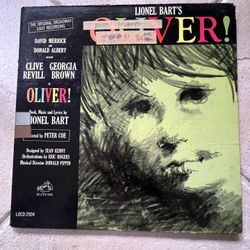 THE ORIGINAL BROADWAY
CAST RECORDING
LIONEL BART'S
OLIVER!
DAVID MERRICK
and
DONALD ALBERY
CLIVE GEORGIA
REVILL BROWN
OLIVER!
Book, Music and Lyrics by
LIONEL BART
Directed by PETER COE
Designed by SEAN KENNY
Orchestrations by ERIC ROGERS
Musical Director DONALD PIPPIN
RCA VICTOR
LOCD-2004